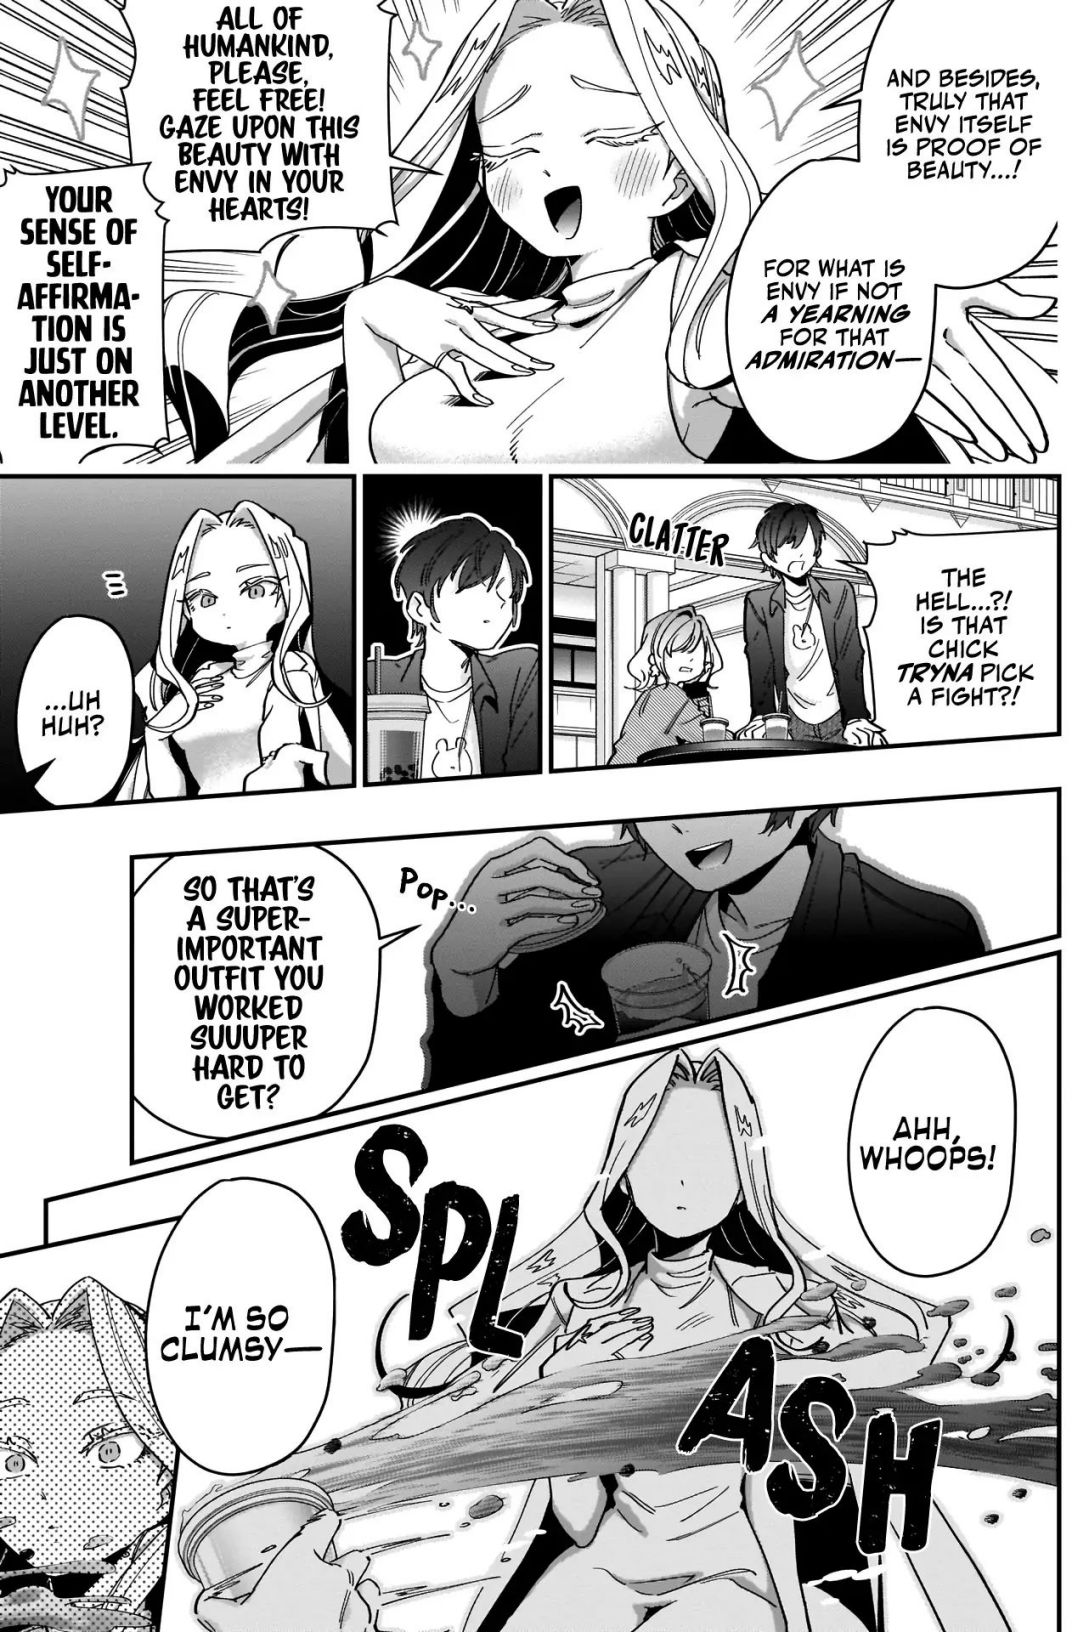 AND BESIDES,
TRULY THAT
ENVY ITSELF
IS PROOF OF
BEAUTY...!
FOR WHAT IS
ENVY IF NOT
A YEARNING
FOR THAT
ADMIRATION—
ALL OF
HUMANKIND,
PLEASE,
FEEL FREE!
GAZE UPON THIS
BEAUTY WITH
ENVY IN YOUR
HEARTS!
YOUR
SENSE OF
SELF-
AFFIRMA-
TION IS
JUST ON
ANOTHER
LEVEL.
CLATTER
THE
HELL...?!
IS THAT
CHICK
TRYNA PICK
A FIGHT?!
...UH
HUH?
POP...
SO THAT'S
A SUPER-
IMPORTANT
OUTFIT YOU
WORKED
SUUUPER
HARD TO
GET?
AHH,
WHOOPS!
SPLASH
I'M SO
CLUMSY—